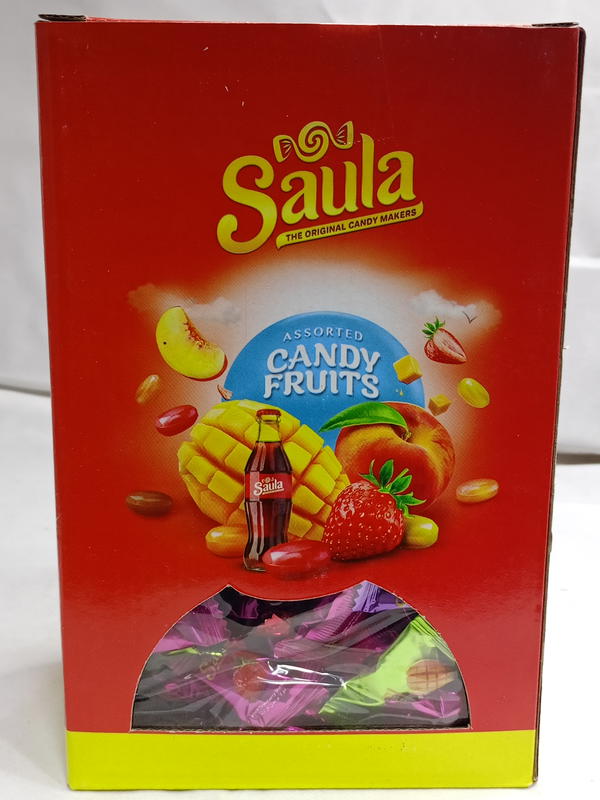 Saula
THE ORIGINAL CANDY MAKERS
ASSORTED
CANDY
FRUITS
Saula